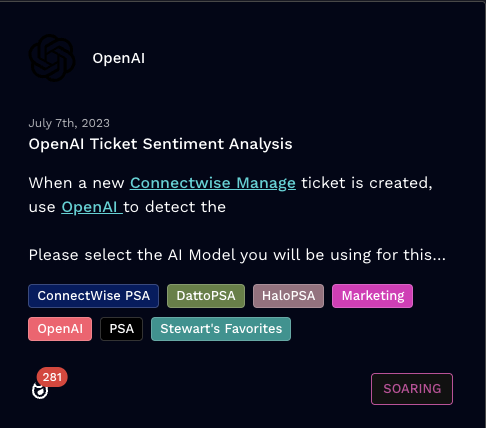 OpenAI
July 7th, 2023
OpenAI Ticket Sentiment Analysis
When a new Connectwise Manage ticket is created,
use OpenAI to detect the
Please select the AI Model you will be using for this...
ConnectWise PSA DattoPSA HaloPSA Marketing
OpenAI PSA Stewart's Favorites
281
SOARING